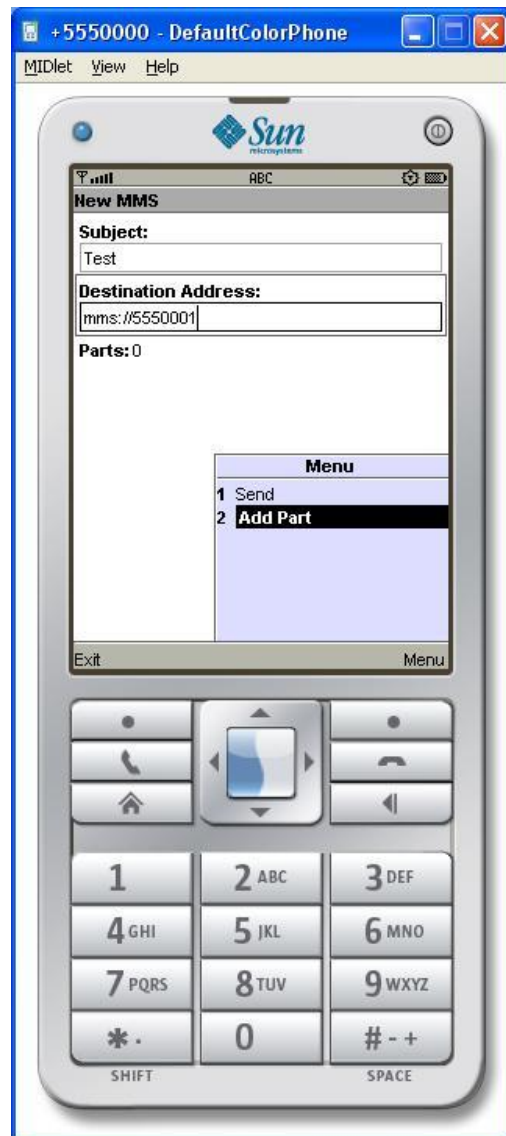 +5550000 - DefaultColorPhone
MIDlet View Help
Sun
microsystems
ABC
New MMS
Subject:
Test
Destination Address:
mms://5550001
Parts: 0
Menu
1 Send
2 Add Part
Exit Menu
1 2 ABC 3 DEF
4 GHI 5 JKL 6 MNO
7 PQRS 8 TUV 9 WXYZ
* . 0 # - +
SHIFT SPACE